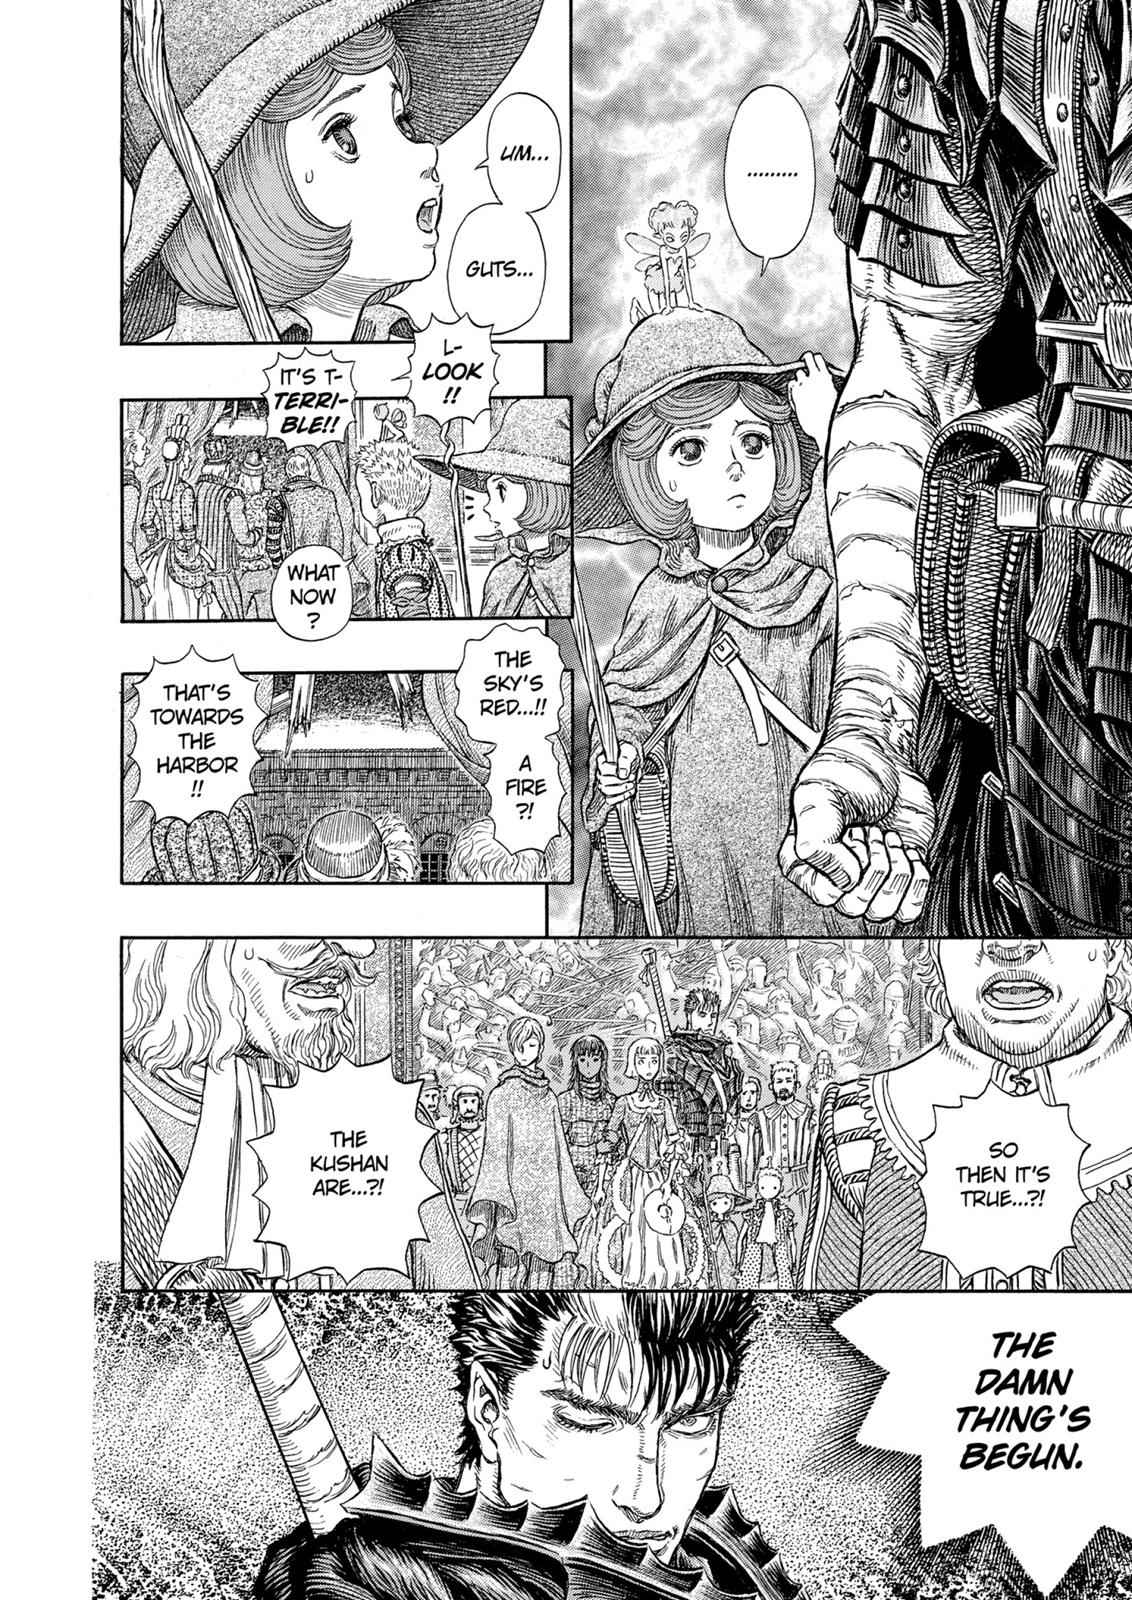 .........
UM...
GUTS...
L-
LOOK
!!
IT'S T-
TERRI-
BLE!!
WHAT
NOW
?
THE
SKY'S
RED...!!
A
FIRE
?!
THAT'S
TOWARDS
THE
HARBOR
!!
SO
THEN IT'S
TRUE...?!
THE
KUSHAN
ARE...?!
THE
DAMN
THING'S
BEGUN.